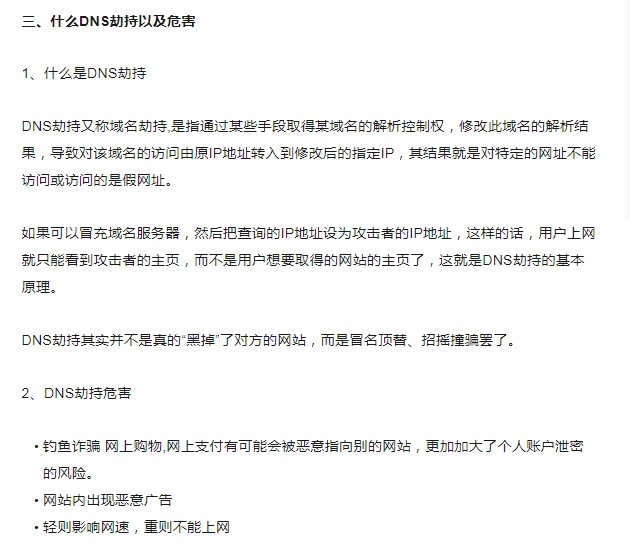 三、什么DNS劫持以及危害
1、什么是DNS劫持
DNS劫持又称域名劫持,是指通过某些手段取得某域名的解析控制权，修改此域名的解析结
果，导致对该域名的访问由原IP地址转入到修改后的指定IP，其结果就是对特定的网址不能
访问或访问的是假网址。
如果可以冒充域名服务器，然后把查询的IP地址设为攻击者的IP地址，这样的话，用户上网
就只能看到攻击者的主页，而不是用户想要取得的网站的主页了，这就是DNS劫持的基本
原理。
DNS劫持其实并不是真的“黑掉”了对方的网站，而是冒名顶替、招摇撞骗罢了。
2、DNS劫持危害
• 钓鱼诈骗 网上购物,网上支付有可能会被恶意指向别的网站，更加加大了个人账户泄密
的风险。
• 网站内出现恶意广告
• 轻则影响网速，重则不能上网